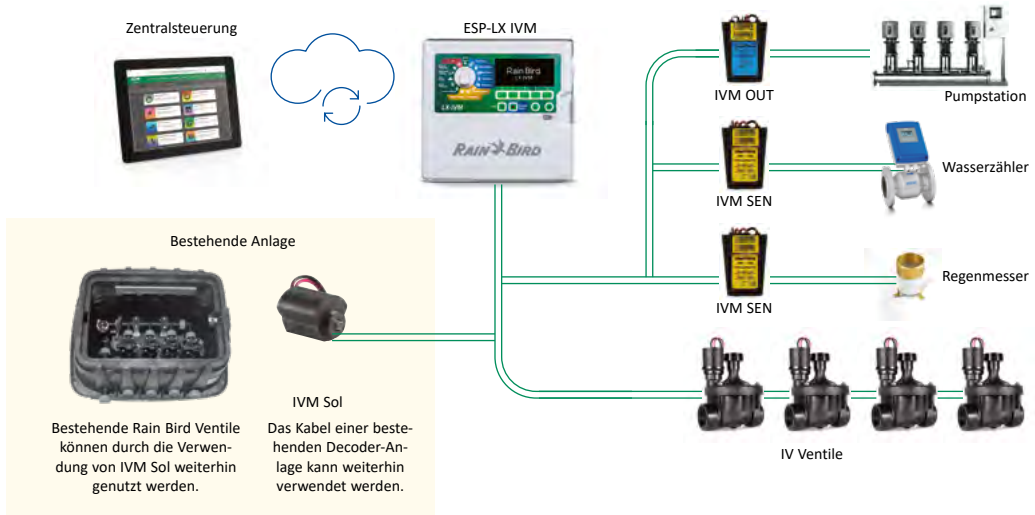 Zentralsteuerung
ESP-LX IVM
Rain Bird
LX-IVM
RAIN BIRD
IVM OUT
Pumpstation
IVM SEN
Wasserzähler
IVM SEN
Regenmesser
IV Ventile
Bestehende Anlage
IVM Sol
Bestehende Rain Bird Ventile
können durch die Verwen-
dung von IVM Sol weiterhin
genutzt werden.
Das Kabel einer beste-
henden Decoder-An-
lage kann weiterhin
verwendet werden.